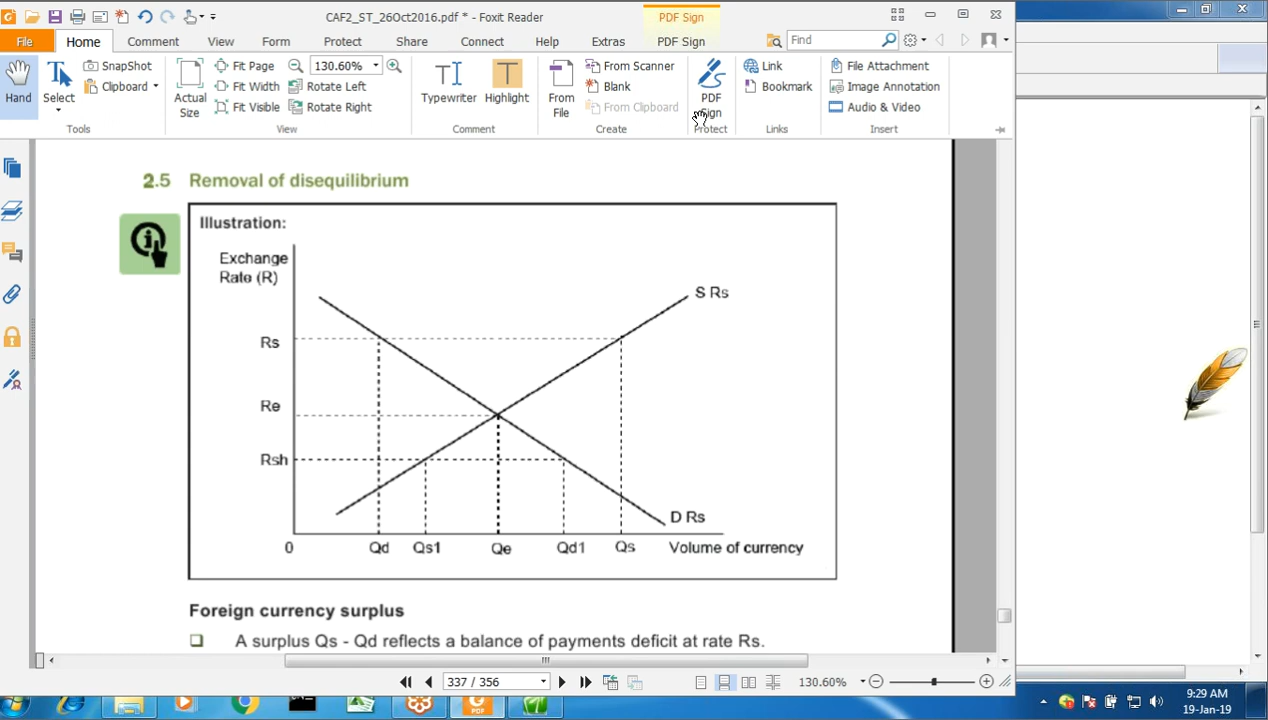 CAF2_ST_26Oct2016.pdf * - Foxit Reader
PDF Sign
File Home Comment View Form Protect Share Connect Help Extras PDF Sign
Find
Hand
Select
SnapShot
Clipboard
Tools
Actual Size
Fit Page
Fit Width
Fit Visible
130.60%
Rotate Left
Rotate Right
View
Typewriter
Highlight
Comment
From File
From Scanner
Blank
From Clipboard
Create
PDF Sign
Protect
Link
Bookmark
Links
File Attachment
Image Annotation
Audio & Video
Insert
2.5 Removal of disequilibrium
Illustration:
Exchange
Rate (R)
S Rs
Rs
Re
Rsh
D Rs
0 Qd Qs1 Qe Qd1 Qs Volume of currency
Foreign currency surplus
A surplus Qs - Qd reflects a balance of payments deficit at rate Rs.
337 / 356
130.60%
PDF
9:29 AM
19-Jan-19